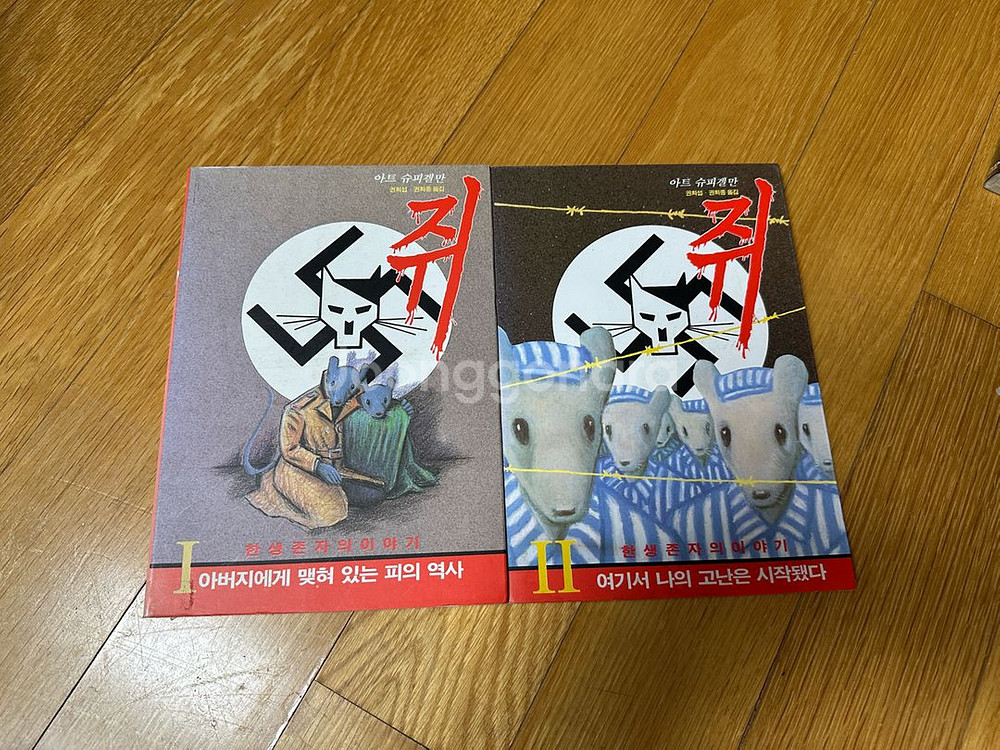 아트 슈피겔만
권희섭 · 권희종 옮김
쥐
I
한 생존자의 이야기
아버지에게 맺혀 있는 피의 역사
아트 슈피겔만
권희섭 · 권희종 옮김
쥐
II
한 생존자의 이야기
여기서 나의 고난은 시작됐다
joonggonara